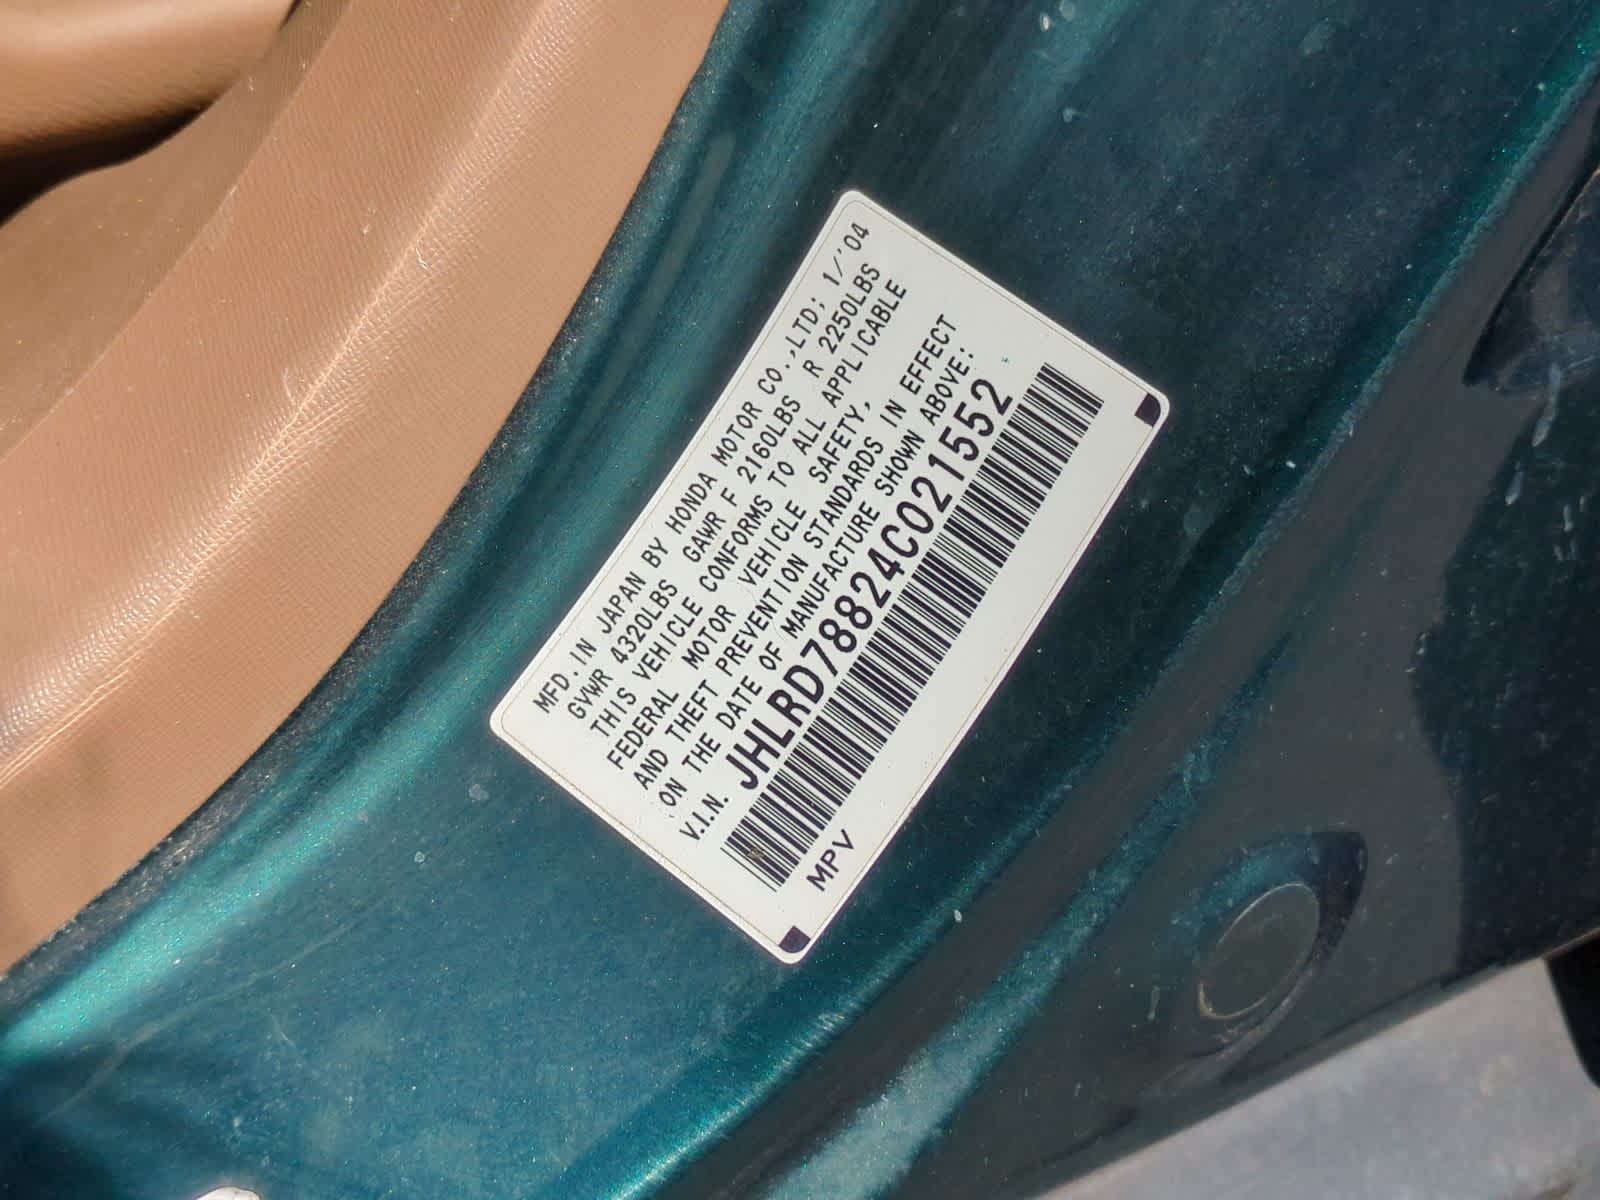 MFD. IN JAPAN BY HONDA MOTOR CO.,LTD; 1/'04
GVWR 4320LBS GAWR F 2160LBS R 2250LBS
THIS VEHICLE CONFORMS TO ALL APPLICABLE
FEDERAL MOTOR VEHICLE SAFETY,
AND THEFT PREVENTION STANDARDS IN EFFECT
ON THE DATE OF MANUFACTURE SHOWN ABOVE:
V.I.N. JHLRD78824C021552
MPV